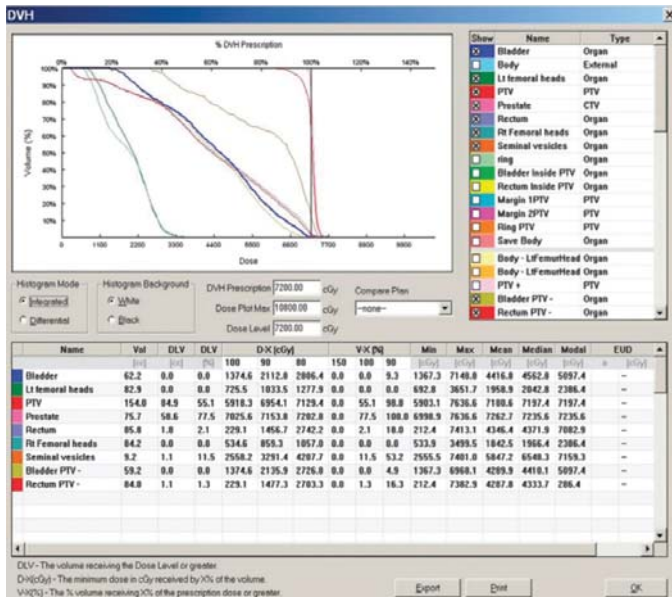 DVH
% DVH Prescription
0% 20% 40% 60% 80% 100% 120% 140%
100%
90%
80%
70%
60%
50%
40%
30%
20%
10%
Volume (%)
0 1100 2200 3300 4400 5500 6600 7700 8800 9900
Dose
Show Name Type
Bladder Organ
Body External
Lt femoral heads Organ
PTV PTV
Prostate CTV
Rectum Organ
Rt Femoral heads Organ
Seminal vesicles Organ
ring Organ
Bladder Inside PTV Organ
Rectum Inside PTV Organ
Margin 1PTV PTV
Margin 2PTV PTV
Ring PTV PTV
Save Body Organ
Body - LtFemurHead Organ
Body - LtFemurHead Organ
PTV + PTV
Bladder PTV - Organ
Rectum PTV - Organ
Histogram Mode
Integrated
Differential
Histogram Background
White
Black
DVH Prescription 7200.00 cGy
Dose Plot Max 10800.00 cGy
Dose Level 7200.00 cGy
Compare Plan
--none--
Name Vol DLV DLV D-X [cGy] V-X [%] Min Max Mean Median Modal EUD
[cc] [cc] [%] 100 90 80 150 100 90 [cGy] [cGy] [cGy] [cGy] [cGy] a [cGy]
Bladder 62.2 0.0 0.0 1374.6 2112.8 2806.4 0.0 0.0 9.3 1367.3 7148.0 4416.8 4562.8 5097.4 --
Lt femoral heads 82.9 0.0 0.0 725.5 1033.5 1277.9 0.0 0.0 0.0 692.8 3651.7 1958.9 2042.8 2386.4 --
PTV 154.0 84.9 55.1 5918.3 6954.1 7129.4 0.0 55.1 98.0 5903.1 7636.6 7180.6 7197.4 7197.4 --
Prostate 75.7 58.6 77.5 7025.6 7153.8 7202.8 0.0 77.5 100.0 6998.9 7636.6 7262.7 7235.6 7235.6 --
Rectum 85.8 1.8 2.1 229.1 1456.7 2742.2 0.0 2.1 18.0 212.4 7413.1 4346.4 4371.9 7082.9 --
Rt Femoral heads 84.2 0.0 0.0 534.6 859.3 1057.0 0.0 0.0 0.0 533.9 3499.5 1842.5 1966.4 2386.4 --
Seminal vesicles 9.2 1.1 11.5 2558.2 3291.4 4207.7 0.0 11.5 53.2 2555.5 7401.0 5847.2 6548.3 7159.3 --
Bladder PTV - 59.2 0.0 0.0 1374.6 2135.9 2726.0 0.0 0.0 4.9 1367.3 6968.1 4289.9 4410.1 5097.4 --
Rectum PTV - 84.0 1.1 1.3 229.1 1477.3 2703.3 0.0 1.3 16.3 212.4 7382.9 4287.8 4333.7 286.4 --
DLV - The volume receiving the Dose Level or greater.
D-X[cGy] - The minimum dose in cGy received by X% of the volume.
V-X[%] - The % volume receiving X% of the prescription dose or greater.
Export Print OK